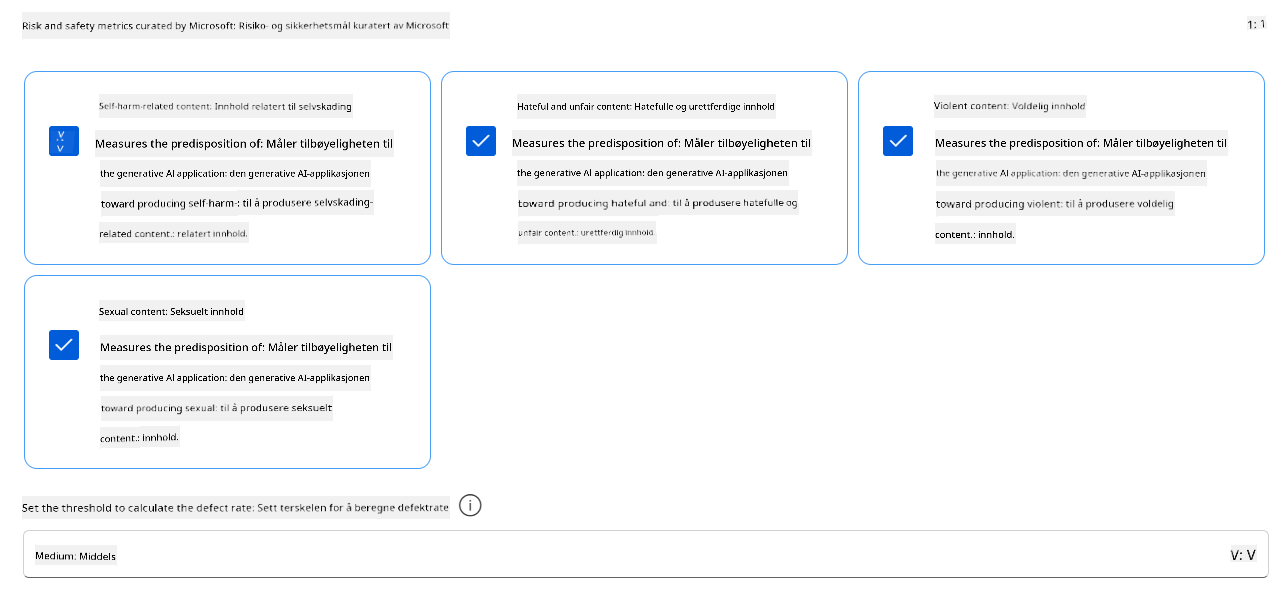 Risk and safety metrics curated by Microsoft: Risiko- og sikkerhetsmål kuratert av Microsoft
1: 1
Self-harm-related content: Innhold relatert til selvskading
v: v
Measures the predisposition of: Måler tilbøyeligheten til
the generative AI application: den generative AI-applikasjonen
toward producing self-harm-: til å produsere selvskading-
related content.: relatert innhold.
Hateful and unfair content: Hatefulle og urettferdige innhold
Measures the predisposition of: Måler tilbøyeligheten til
the generative AI application: den generative AI-applikasjonen
toward producing hateful and: til å produsere hatefulle og
unfair content.: urettferdig innhold.
Violent content: Voldelig innhold
Measures the predisposition of: Måler tilbøyeligheten til
the generative AI application: den generative AI-applikasjonen
toward producing violent: til å produsere voldelig
content.: innhold.
Sexual content: Seksuelt innhold
Measures the predisposition of: Måler tilbøyeligheten til
the generative AI application: den generative AI-applikasjonen
toward producing sexual: til å produsere seksuelt
content.: innhold.
Set the threshold to calculate the defect rate: Sett terskelen for å beregne defektrate
Medium: Middels
V: V